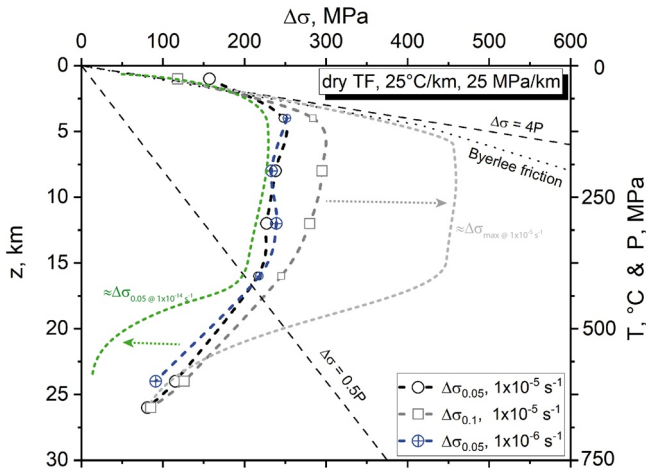 Δσ, MPa
0 100 200 300 400 500 600
dry TF, 25°C/km, 25 MPa/km
Δσ = 4P
Byerlee friction
≈Δσmax @ 1x10⁻⁵ s⁻¹
≈Δσ0.05 @ 1x10⁻¹⁴ s⁻¹
Δσ = 0.5P
z, km
0
5
10
15
20
25
30
T, °C & P, MPa
0
250
500
750
Δσ0.05, 1x10⁻⁵ s⁻¹
Δσ0.1, 1x10⁻⁵ s⁻¹
Δσ0.05, 1x10⁻⁶ s⁻¹